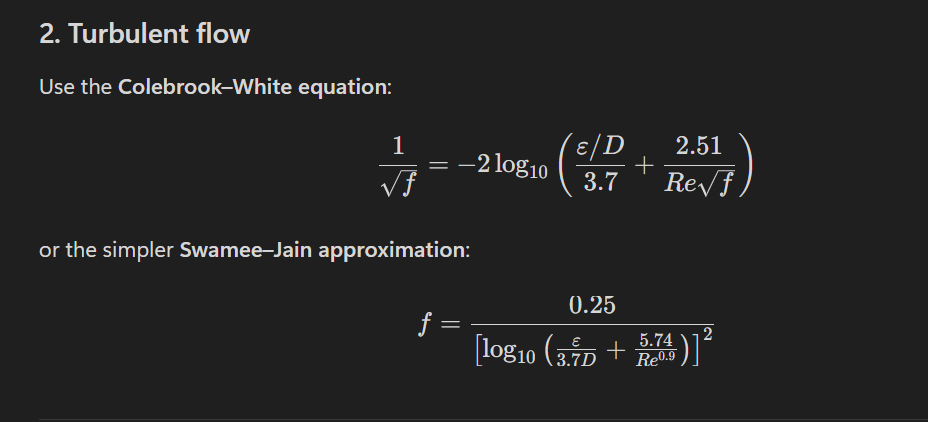 2. Turbulent flow
Use the Colebrook–White equation:
1/√f = −2 log₁₀ ( (ε/D)/3.7 + 2.51/(Re√f) )
or the simpler Swamee–Jain approximation:
f = 0.25 / [log₁₀ ( ε/(3.7D) + 5.74/Re^0.9 )]²